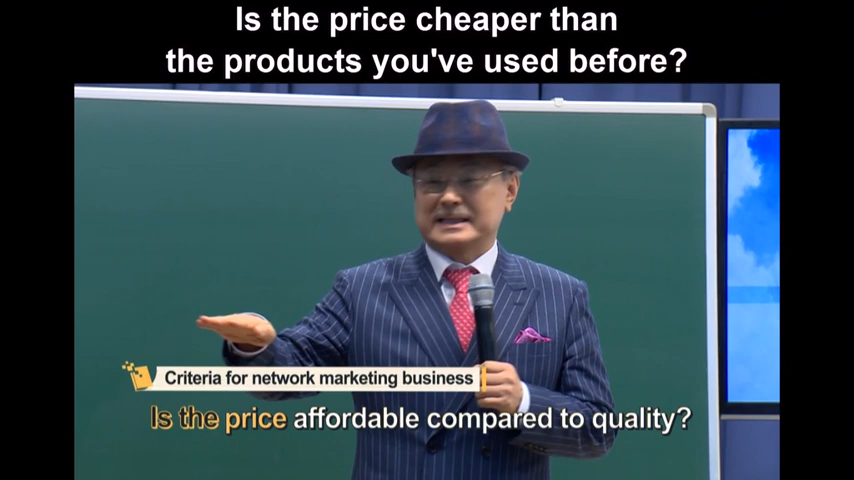 Is the price cheaper than
the products you've used before?
Criteria for network marketing business
Is the price affordable compared to quality?